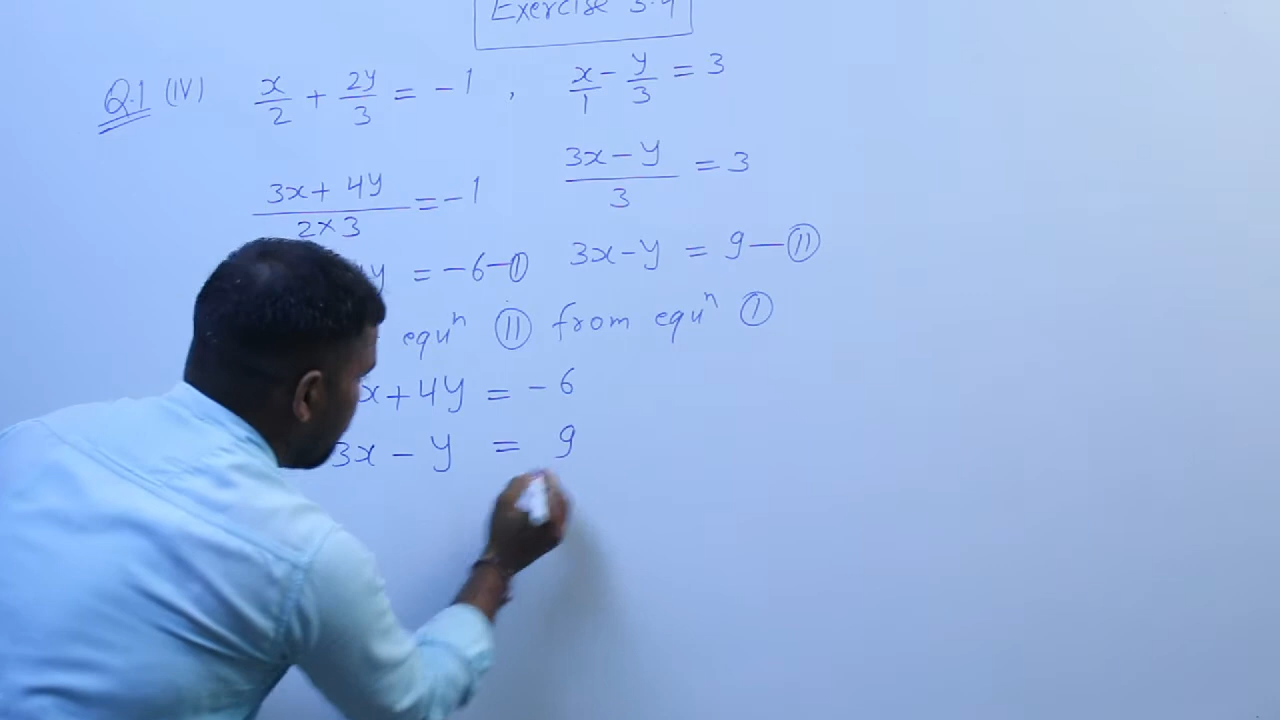 Exercise 3.4
Q.1 (IV) x/2 + 2y/3 = -1 , x/1 - y/3 = 3
3x + 4y / 2×3 = -1 3x - y / 3 = 3
y = -6 - ① 3x - y = 9 - ⑪
equⁿ ⑪ from equⁿ ①
x + 4y = -6
3x - y = 9